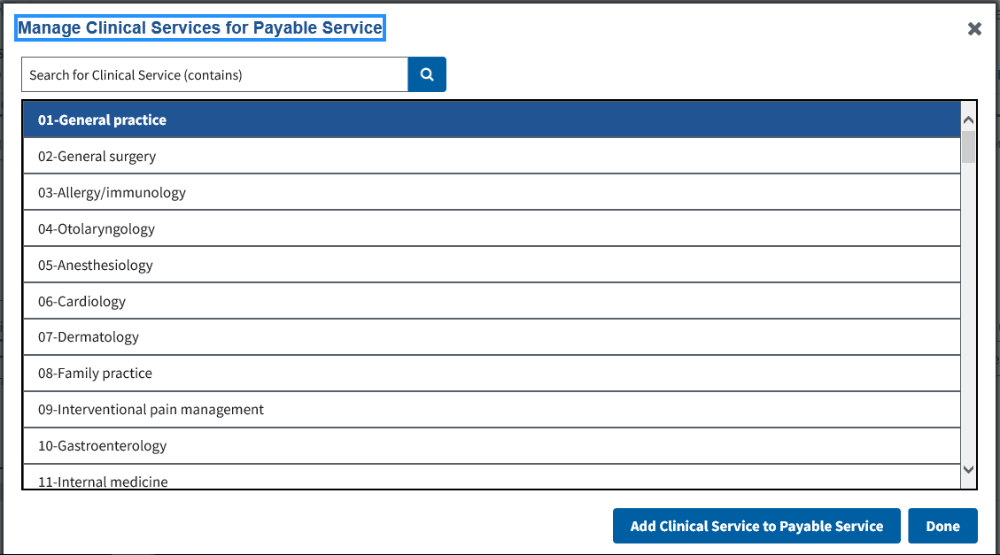 Manage Clinical Services for Payable Service
Search for Clinical Service (contains)
01-General practice
02-General surgery
03-Allergy/immunology
04-Otolaryngology
05-Anesthesiology
06-Cardiology
07-Dermatology
08-Family practice
09-Interventional pain management
10-Gastroenterology
11-Internal medicine
Add Clinical Service to Payable Service
Done